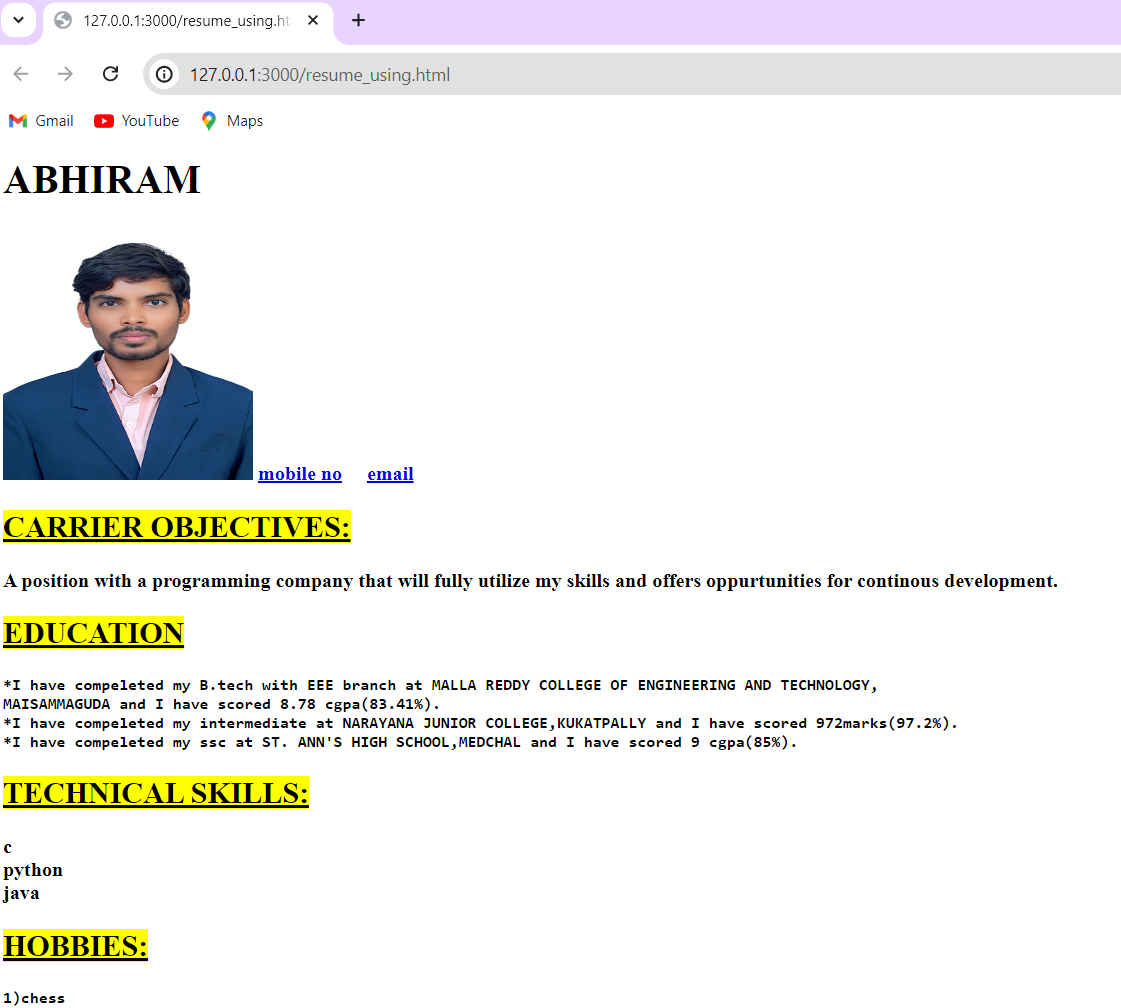 127.0.0.1:3000/resume_using.ht
127.0.0.1:3000/resume_using.html
Gmail YouTube Maps
ABHIRAM
mobile no email
CARRIER OBJECTIVES:
A position with a programming company that will fully utilize my skills and offers oppurtunities for continous development.
EDUCATION
*I have compeleted my B.tech with EEE branch at MALLA REDDY COLLEGE OF ENGINEERING AND TECHNOLOGY,
MAISAMMAGUDA and I have scored 8.78 cgpa(83.41%).
*I have compeleted my intermediate at NARAYANA JUNIOR COLLEGE,KUKATPALLY and I have scored 972marks(97.2%).
*I have compeleted my ssc at ST. ANN'S HIGH SCHOOL,MEDCHAL and I have scored 9 cgpa(85%).
TECHNICAL SKILLS:
c
python
java
HOBBIES:
1)chess